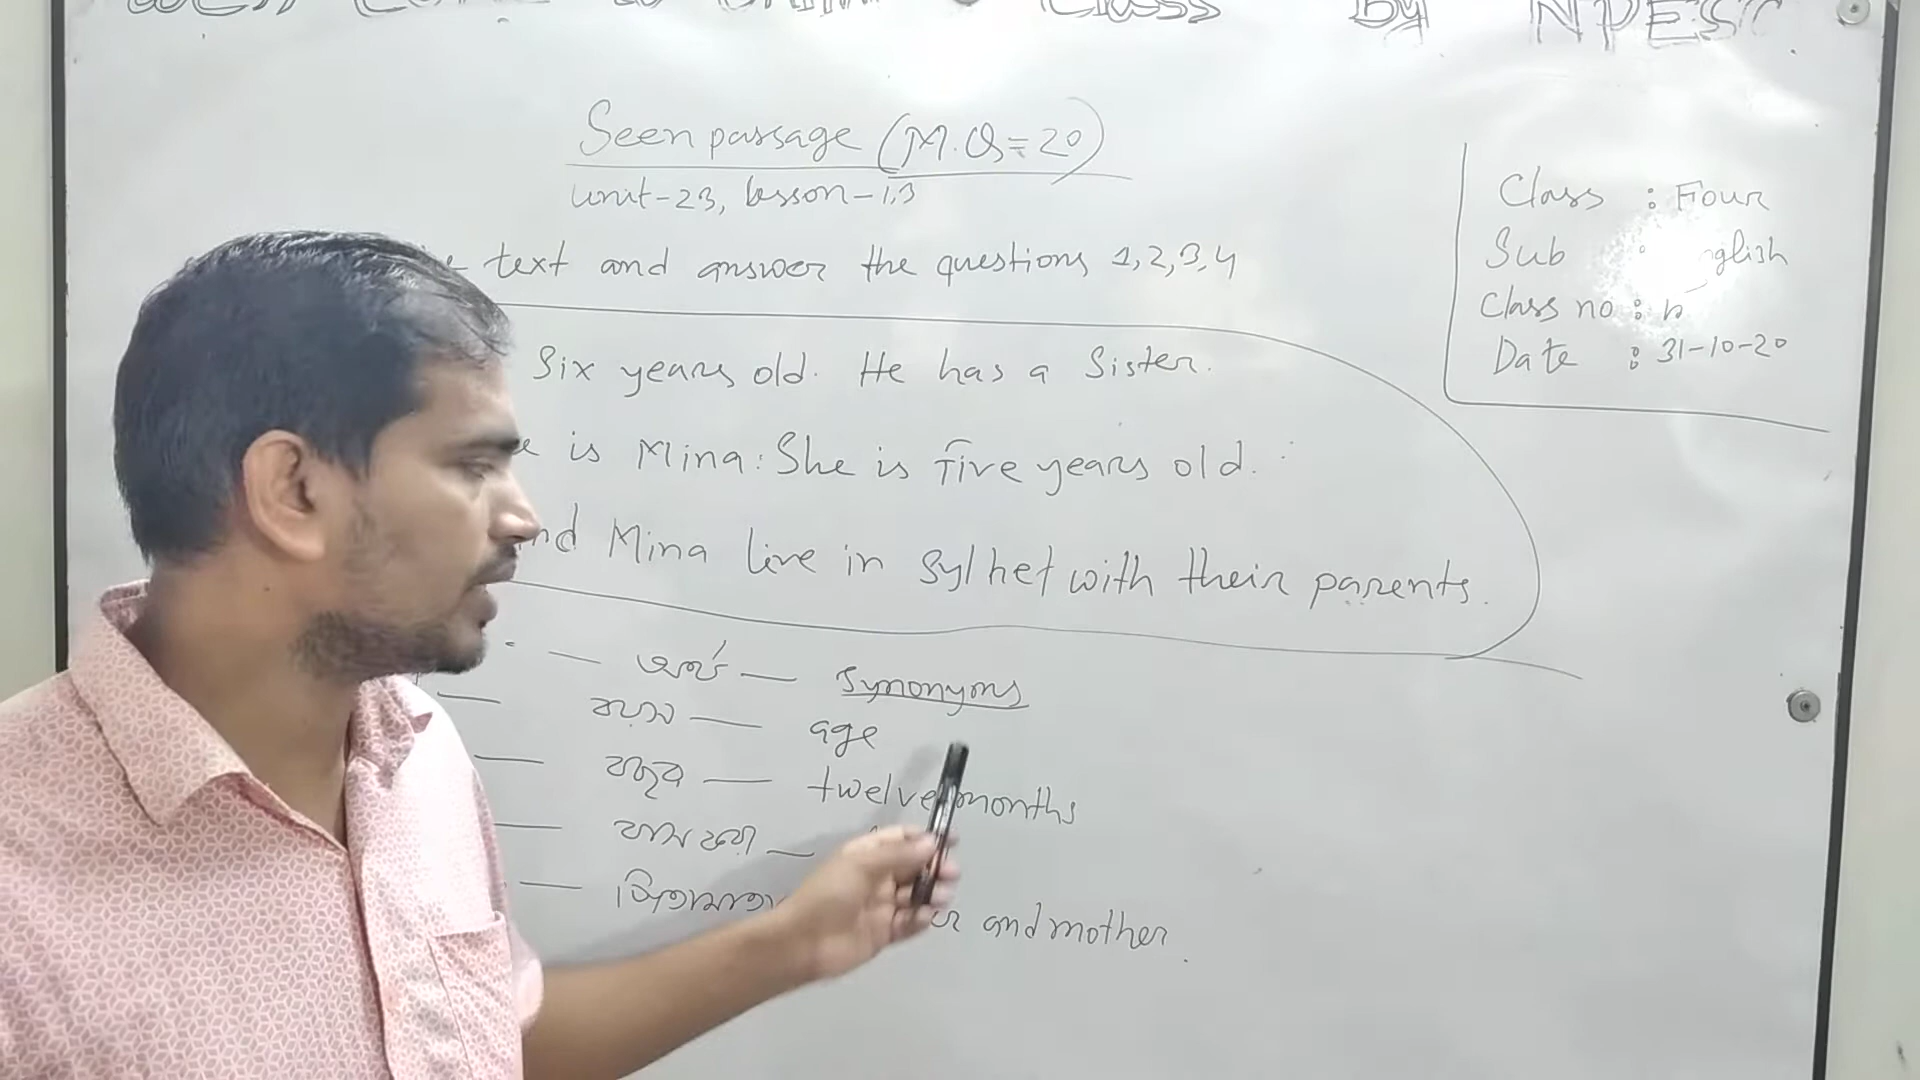 Class By NPESC
Seen passage (M.Q=20)
unit-23, lesson-1,3
text and answer the questions 1,2,3,4
Class : Four
Sub : nglish
Class no :
Date : 31-10-20
Six years old. He has a Sister.
is Mina. She is five years old.
nd Mina live in Sylhet with their parents.
— অর্থ — Synonyms
— বয়স — age
— বছর — twelve months
— বাস করা —
— পিতামাতা and mother.